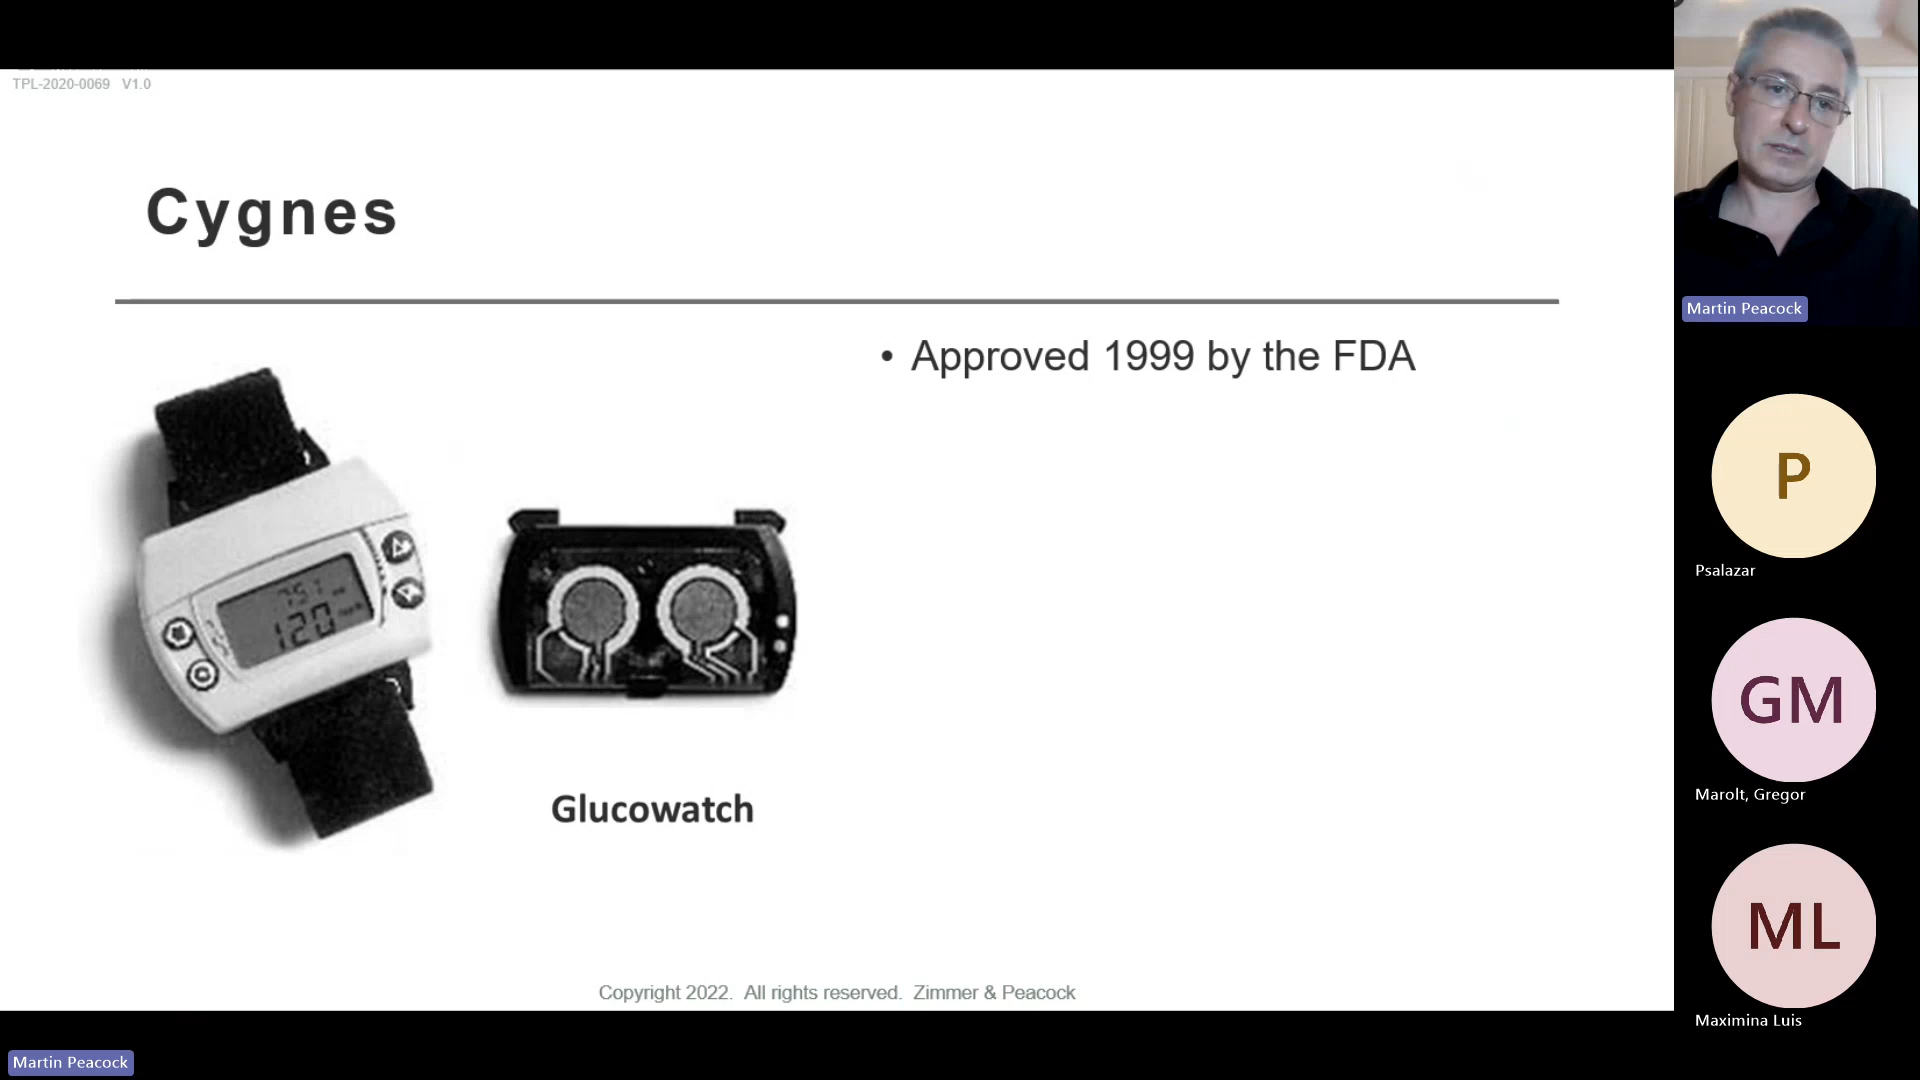 TPL-2020-0069 V1.0
Cygnes
• Approved 1999 by the FDA
120
Glucowatch
Copyright 2022. All rights reserved. Zimmer & Peacock
Martin Peacock
Martin Peacock
P
Psalazar
GM
Marolt, Gregor
ML
Maximina Luis